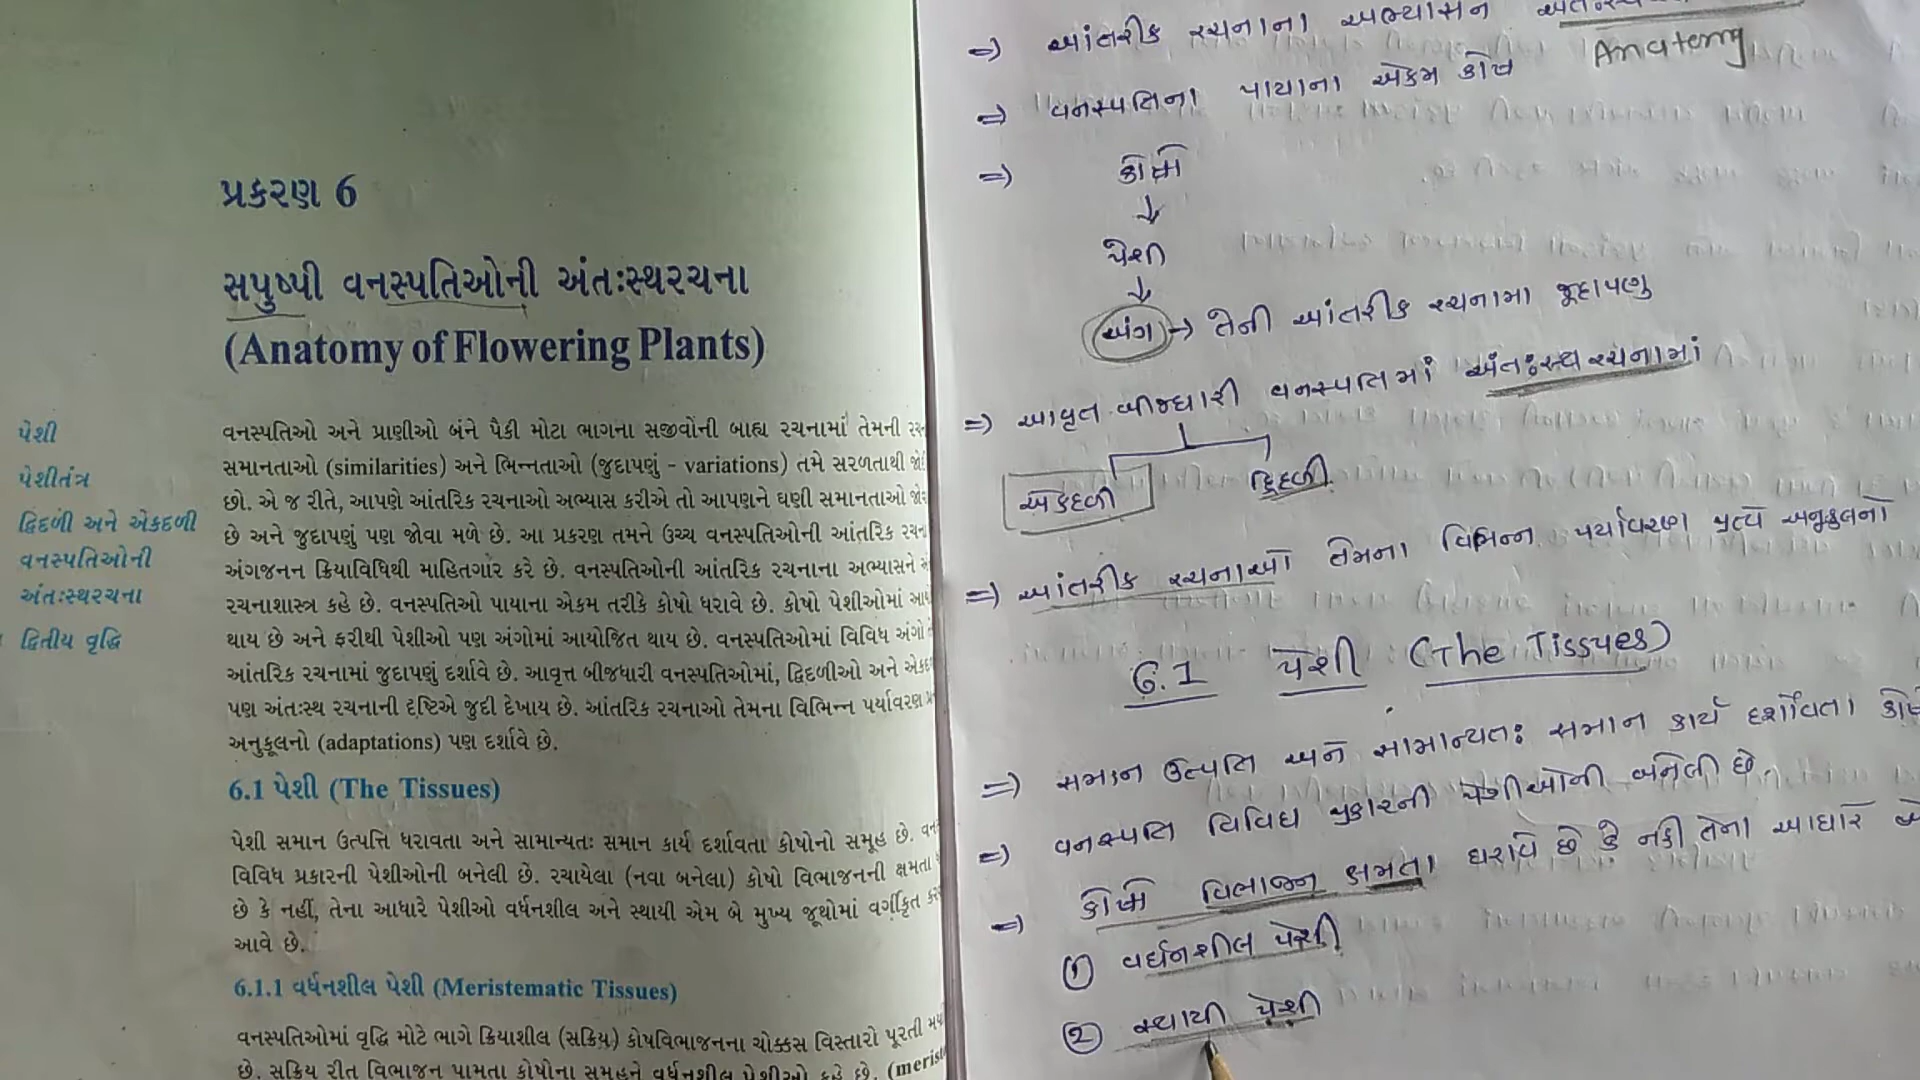 પ્રકરણ 6
સપુષ્પી વનસ્પતિઓની અંતઃસ્થરચના
(Anatomy of Flowering Plants)
પેશી
પેશીતંત્ર
દ્વિદળી અને એકદળી
વનસ્પતિઓની
અંતઃસ્થરચના
દ્વિતીય વૃદ્ધિ
વનસ્પતિઓ અને પ્રાણીઓ બંને પૈકી મોટા ભાગના સજીવોની બાહ્ય રચનામાં તેમની
સમાનતાઓ (similarities) અને ભિન્નતાઓ (જુદાપણું - variations) તમે સરળતાથી
છો. એ જ રીતે, આપણે આંતરિક રચનાઓ અભ્યાસ કરીએ તો આપણને ઘણી સમાનતાઓ
છે અને જુદાપણું પણ જોવા મળે છે. આ પ્રકરણ તમને ઉચ્ચ વનસ્પતિઓની આંતરિક
અંગજનન ક્રિયાવિધિથી માહિતગાર કરે છે. વનસ્પતિઓની આંતરિક રચનાના અભ્યાસને
રચનાશાસ્ત્ર કહે છે. વનસ્પતિઓ પાયાના એકમ તરીકે કોષો ધરાવે છે. કોષો પેશીઓમાં
થાય છે અને ફરીથી પેશીઓ પણ અંગોમાં આયોજિત થાય છે. વનસ્પતિઓમાં વિવિધ અંગો
આંતરિક રચનામાં જુદાપણું દર્શાવે છે. આવૃત્ત બીજધારી વનસ્પતિઓમાં, દ્વિદળીઓ અને
પણ અંતઃસ્થ રચનાની દૃષ્ટિએ જુદી દેખાય છે. આંતરિક રચનાઓ તેમના વિભિન્ન પર્યાવરણ
અનુકૂલનો (adaptations) પણ દર્શાવે છે.
6.1 પેશી (The Tissues)
પેશી સમાન ઉત્પત્તિ ધરાવતા અને સામાન્યતઃ સમાન કાર્ય દર્શાવતા કોષોનો સમૂહ છે.
વિવિધ પ્રકારની પેશીઓની બનેલી છે. રચાયેલા (નવા બનેલા) કોષો વિભાજનની ક્ષમતા
છે કે નહીં, તેના આધારે પેશીઓ વર્ધનશીલ અને સ્થાયી એમ બે મુખ્ય જૂથોમાં વર્ગીકૃત
આવે છે.
6.1.1 વર્ધનશીલ પેશી (Meristematic Tissues)
વનસ્પતિઓમાં વૃદ્ધિ મોટે ભાગે ક્રિયાશીલ (સક્રિય) કોષવિભાજનના ચોક્કસ વિસ્તારો પૂરતી
છે. સક્રિય રીત વિભાજન પામતા કોષોના સમૂહને વર્ધનશીલ પેશીઓ કહે છે.
=> આંતરીક રચનાના અભ્યાસન
Anatemy
=> વનસ્પતિના પાયાના એકમ કોષ
=> કોષો
↓
પેશી
↓
અંગ -> તેની આંતરીક રચનામા જૂદાપણુ
=> આવૃત બીજધારી વનસ્પતિમાં અંતઃસ્થ રચનામાં
એકદળી
દ્વિદળી
=> આંતરીક રચનાઓ તેમના વિભિન્ન પર્યાવરણ પ્રત્યે અનુકુલનો
6.1 પેશી (The Tissues)
=> સમાન ઉત્પતિ અને સામાન્યતઃ સમાન કાર્ય દર્શાવતા
=> વનસ્પતિ વિવિધ પ્રકારની પેશીઓની બનેલી છે.
=> કોષો વિભાજન ક્ષમતા ધરાવે છે કે નહી તેના આધારે
① વર્ધનશીલ પેશી
② સ્થાયી પેશી